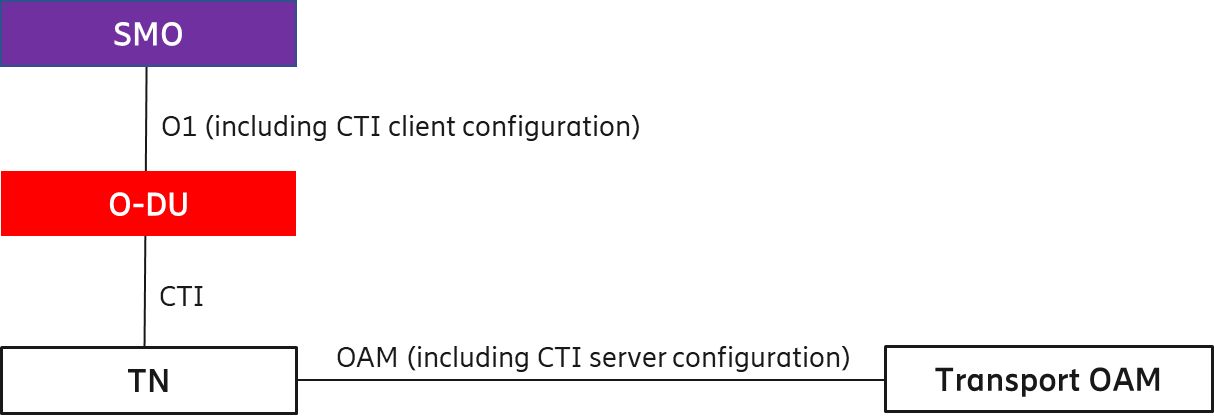 SMO
O1 (including CTI client configuration)
O-DU
CTI
OAM (including CTI server configuration)
TN
Transport OAM